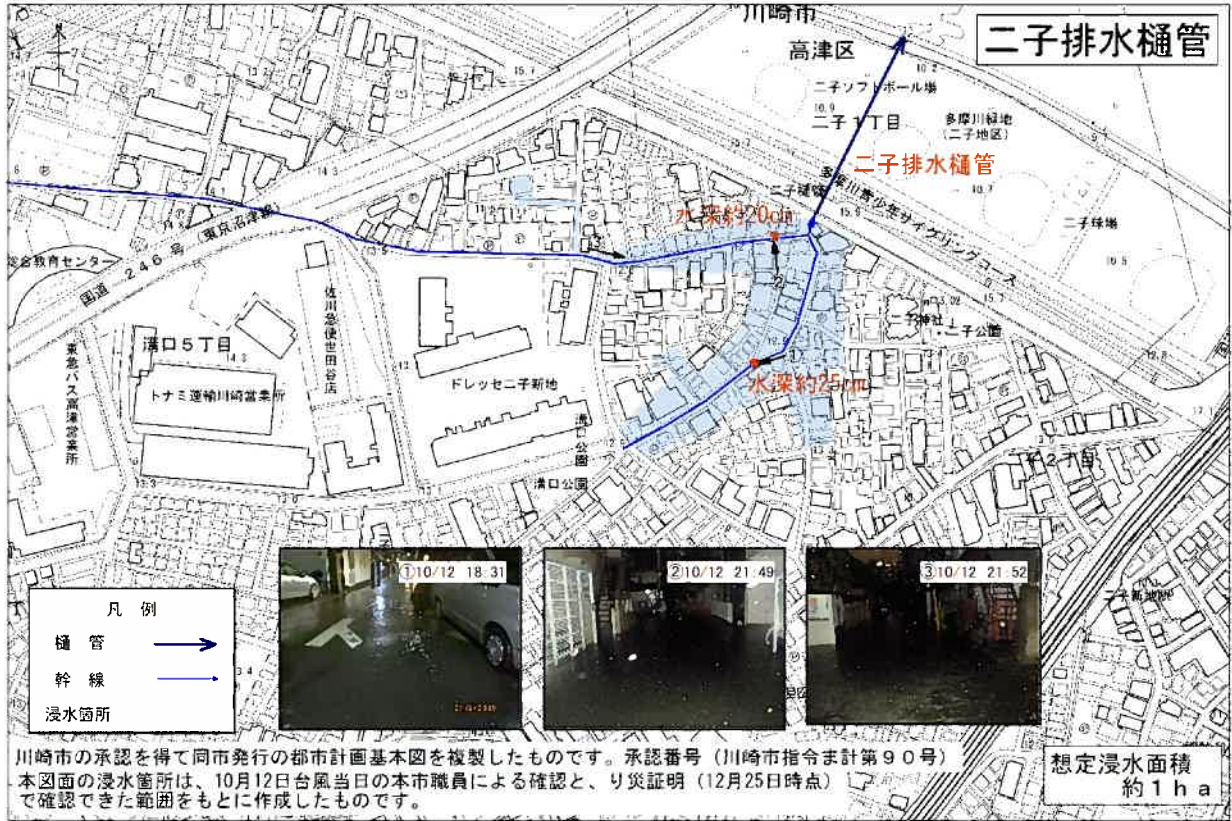 二子排水樋管
川崎市
高津区
二子ソフトボール場
10.9
二子1丁目
多摩川緑地
(二子地区)
二子排水樋管
多摩川青少年サイクリングコース
二子球場
水深約20cm
国道246号(東京沼津線)
総合教育センター
佐川急便世田谷店
溝口5丁目
トナミ運輸川崎営業所
東急バス高津営業所
ドレッセ二子新地
二子神社
二子公園
水深約25cm
溝口公園
溝口公園
二子2丁目
①
②
③
①10/12 18:31
②10/12 21:49
③10/12 21:52
凡 例
樋 管
幹 線
浸水箇所
川崎市の承認を得て同市発行の都市計画基本図を複製したものです。承認番号(川崎市指令ま計第90号)
本図面の浸水箇所は、10月12日台風当日の本市職員による確認と、り災証明(12月25日時点)
で確認できた範囲をもとに作成したものです。
想定浸水面積
約1ha